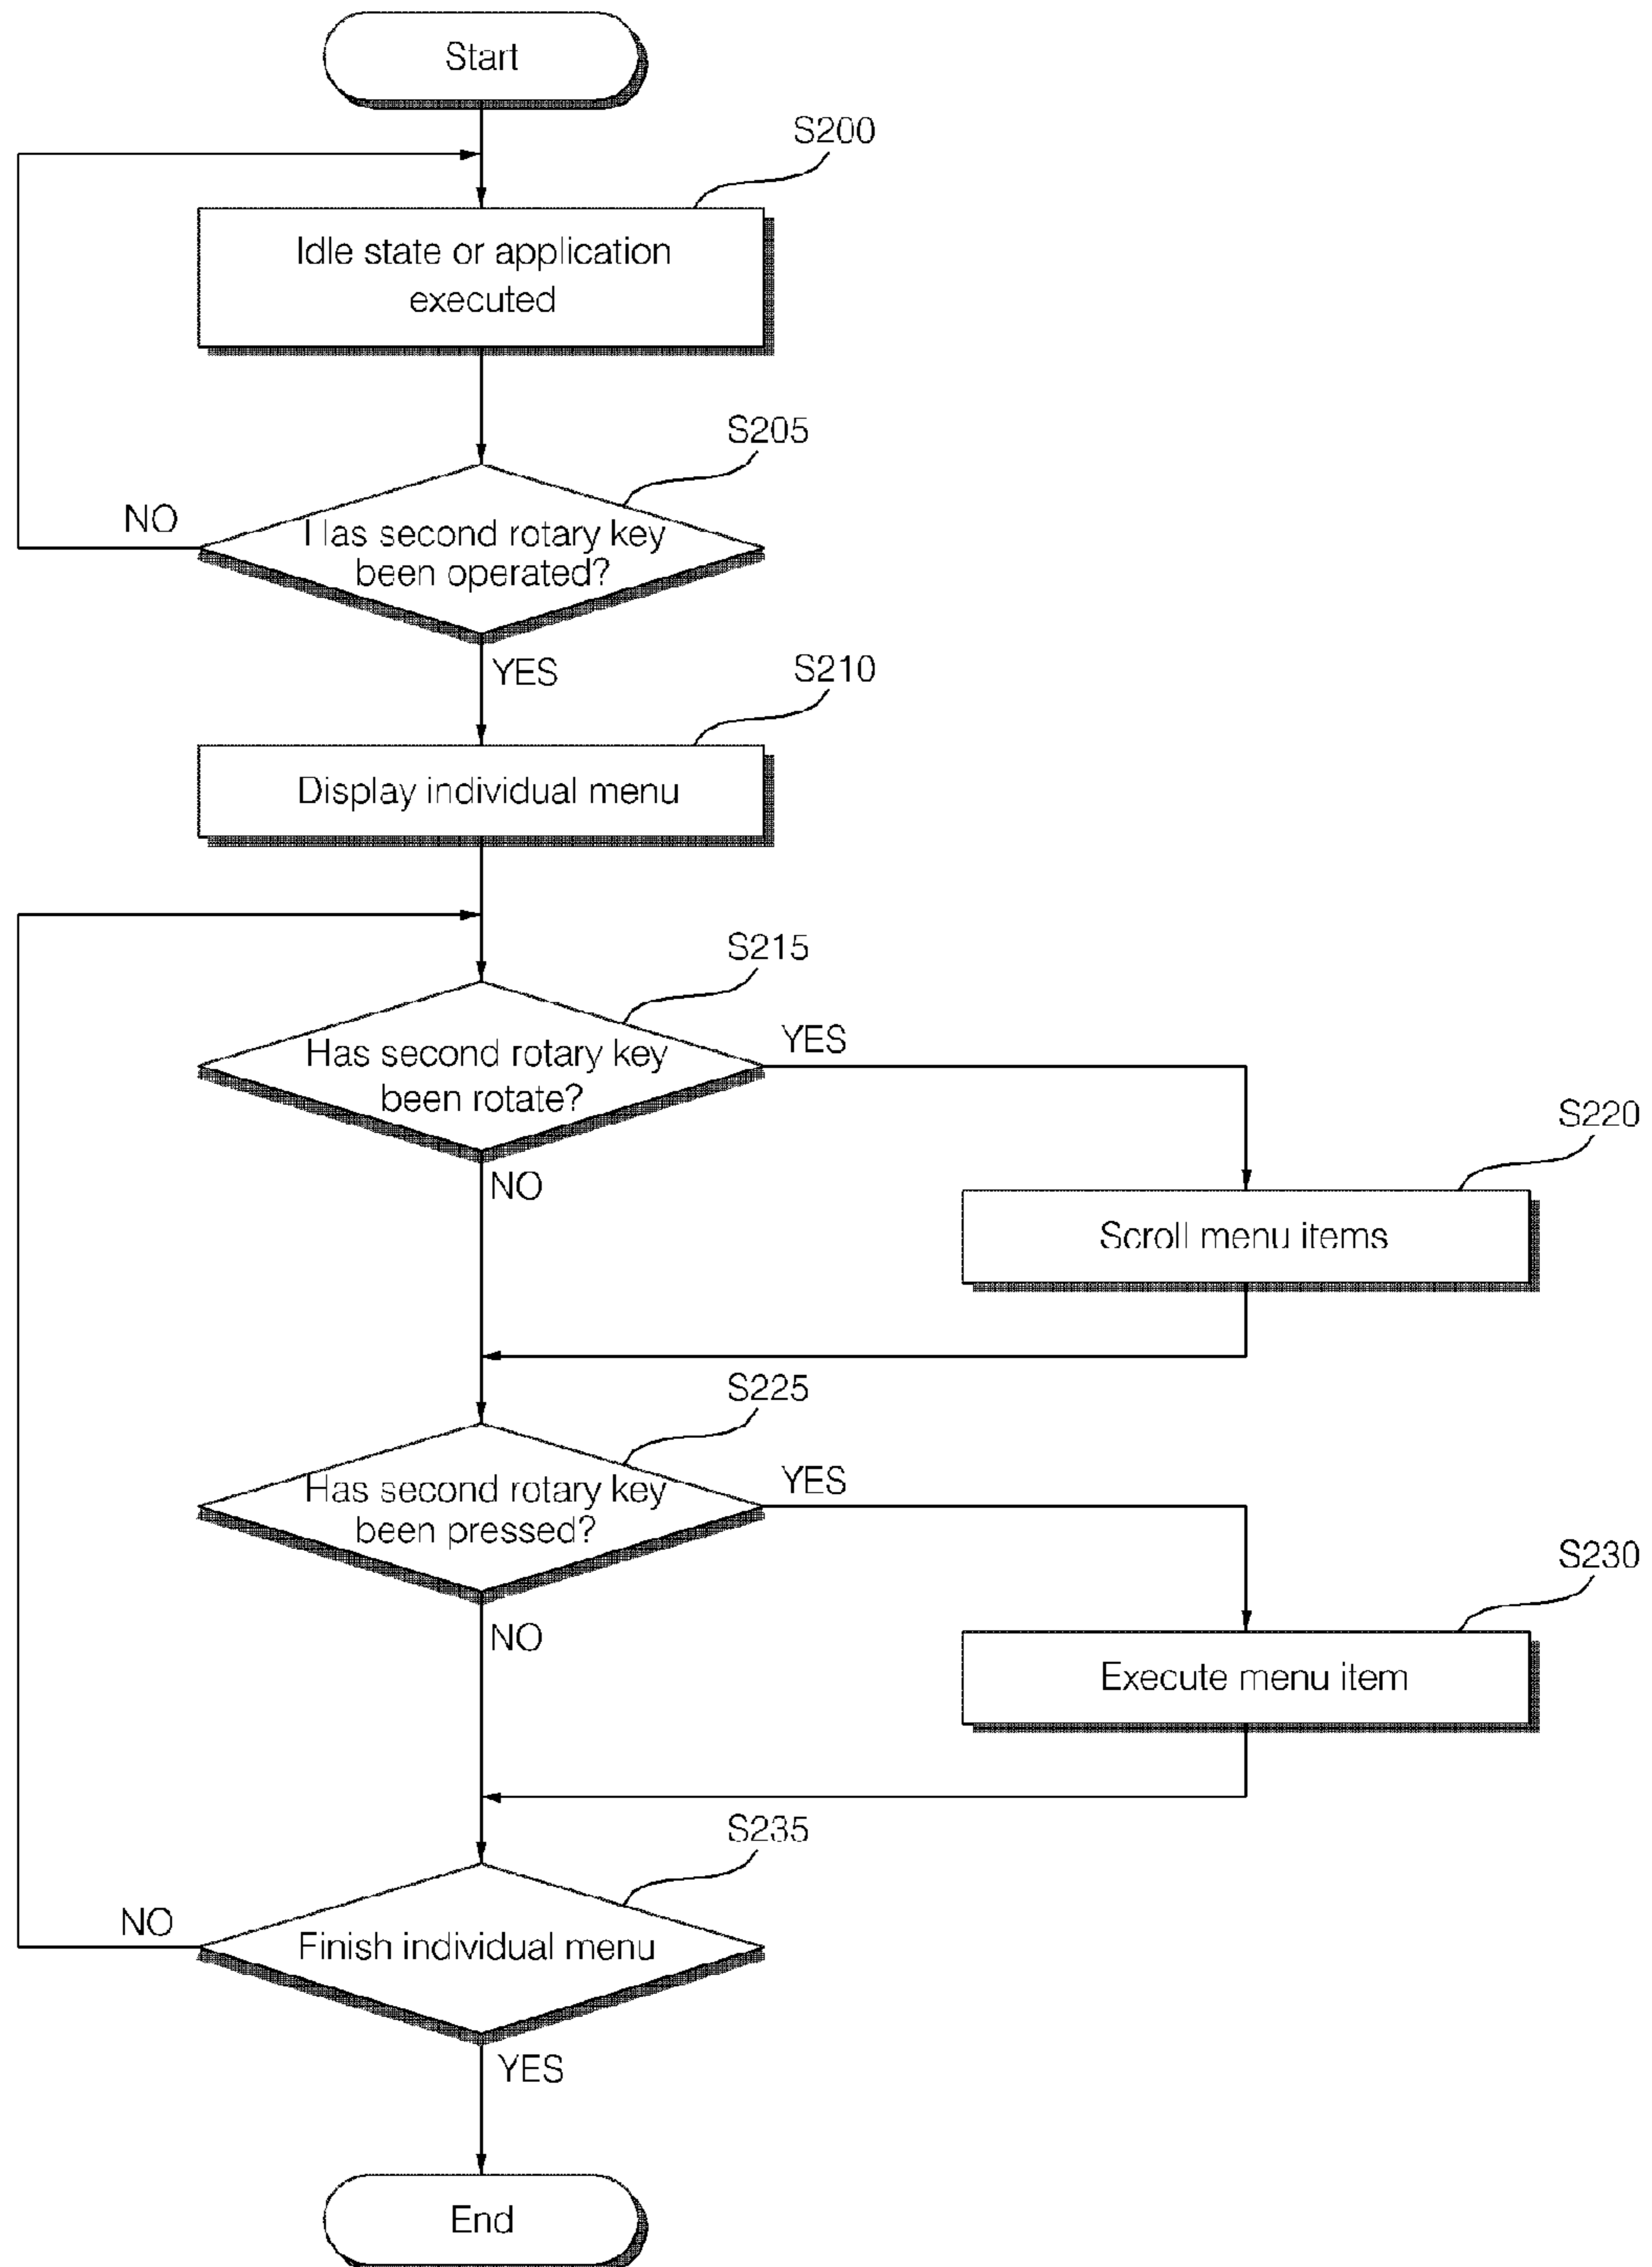 Start
S200
Idle state or application
executed
S205
NO
Has second rotary key
been operated?
YES
S210
Display individual menu
S215
Has second rotary key
been rotate?
YES
NO
S220
Scroll menu items
S225
Has second rotary key
been pressed?
YES
NO
S230
Execute menu item
S235
NO
Finish individual menu
YES
End